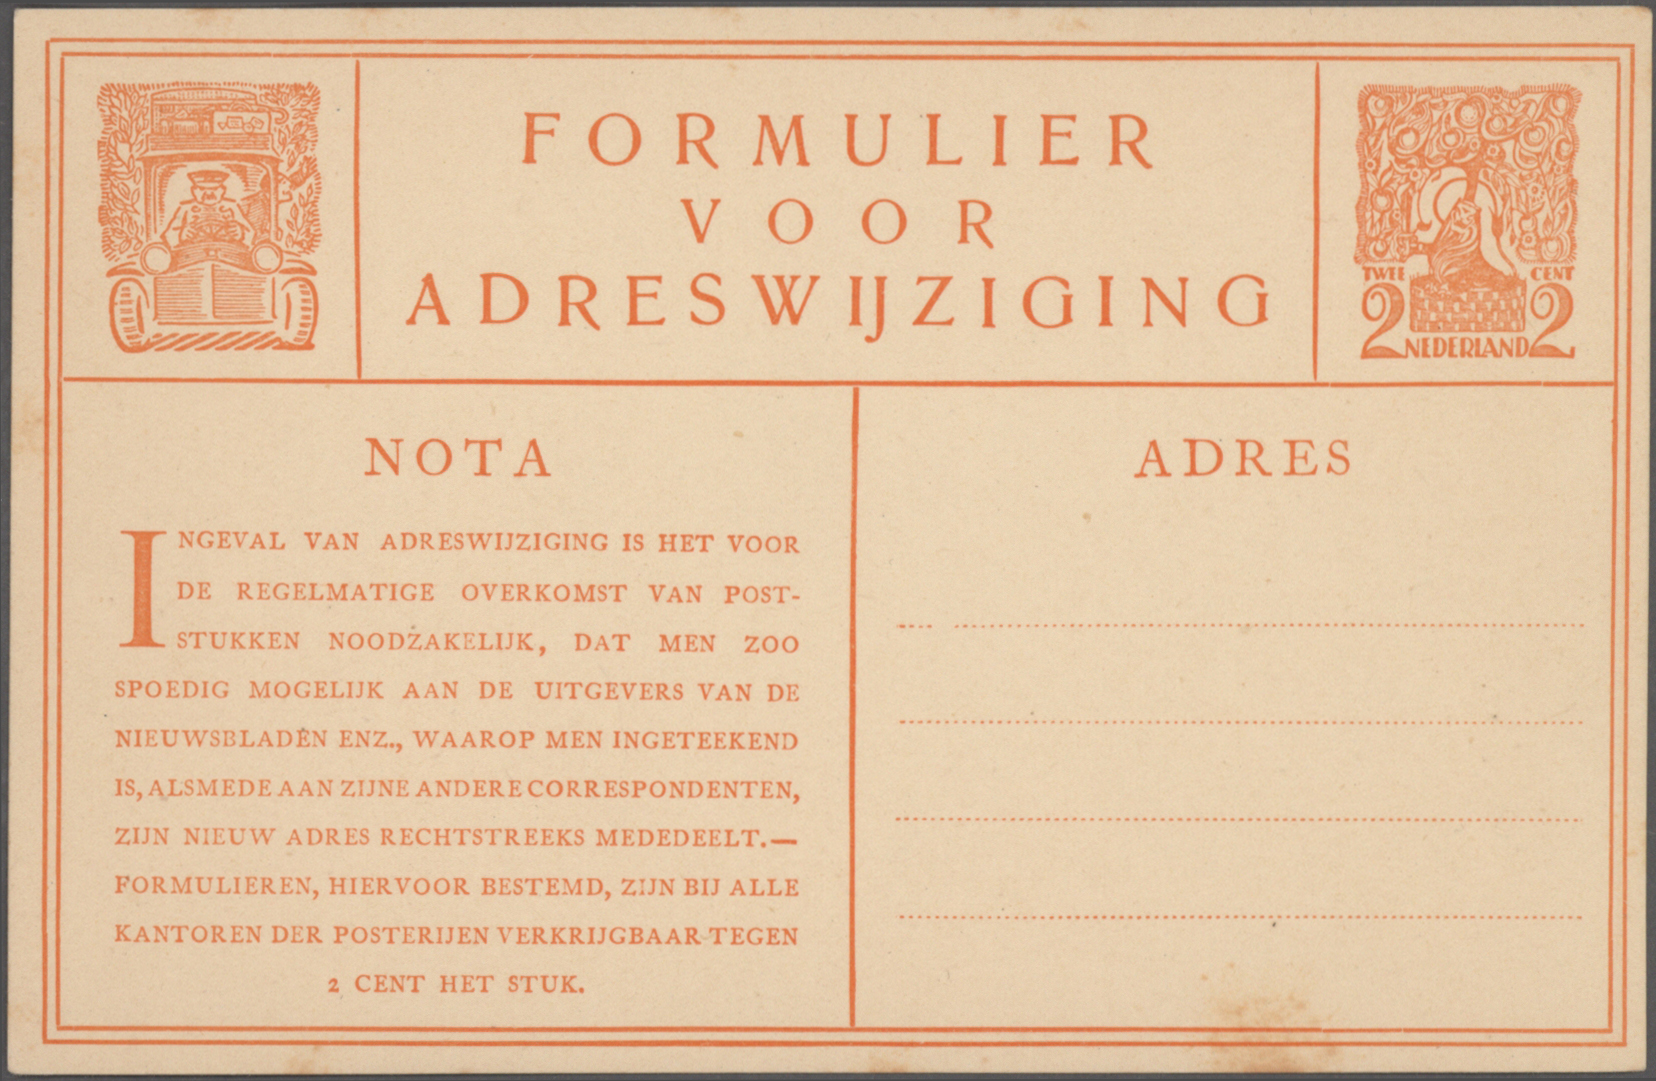 FORMULIER
VOOR
ADRESWIJZIGING
TWEE CENT
2 NEDERLAND 2
NOTA
INGEVAL VAN ADRESWIJZIGING IS HET VOOR
DE REGELMATIGE OVERKOMST VAN POST-
STUKKEN NOODZAKELIJK, DAT MEN ZOO
SPOEDIG MOGELIJK AAN DE UITGEVERS VAN DE
NIEUWSBLADEN ENZ., WAAROP MEN INGETEEKEND
IS, ALSMEDE AAN ZIJNE ANDERE CORRESPONDENTEN,
ZIJN NIEUW ADRES RECHTSTREEKS MEDEDEELT.—
FORMULIEREN, HIERVOOR BESTEMD, ZIJN BIJ ALLE
KANTOREN DER POSTERIJEN VERKRIJGBAAR TEGEN
2 CENT HET STUK.
ADRES